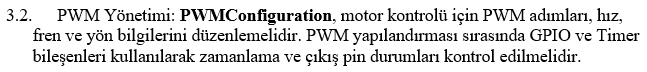 3.2. PWM Yönetimi: PWMConfiguration, motor kontrolü için PWM adımları, hız,
fren ve yön bilgilerini düzenlemelidir. PWM yapılandırması sırasında GPIO ve Timer
bileşenleri kullanılarak zamanlama ve çıkış pin durumları kontrol edilmelidir.